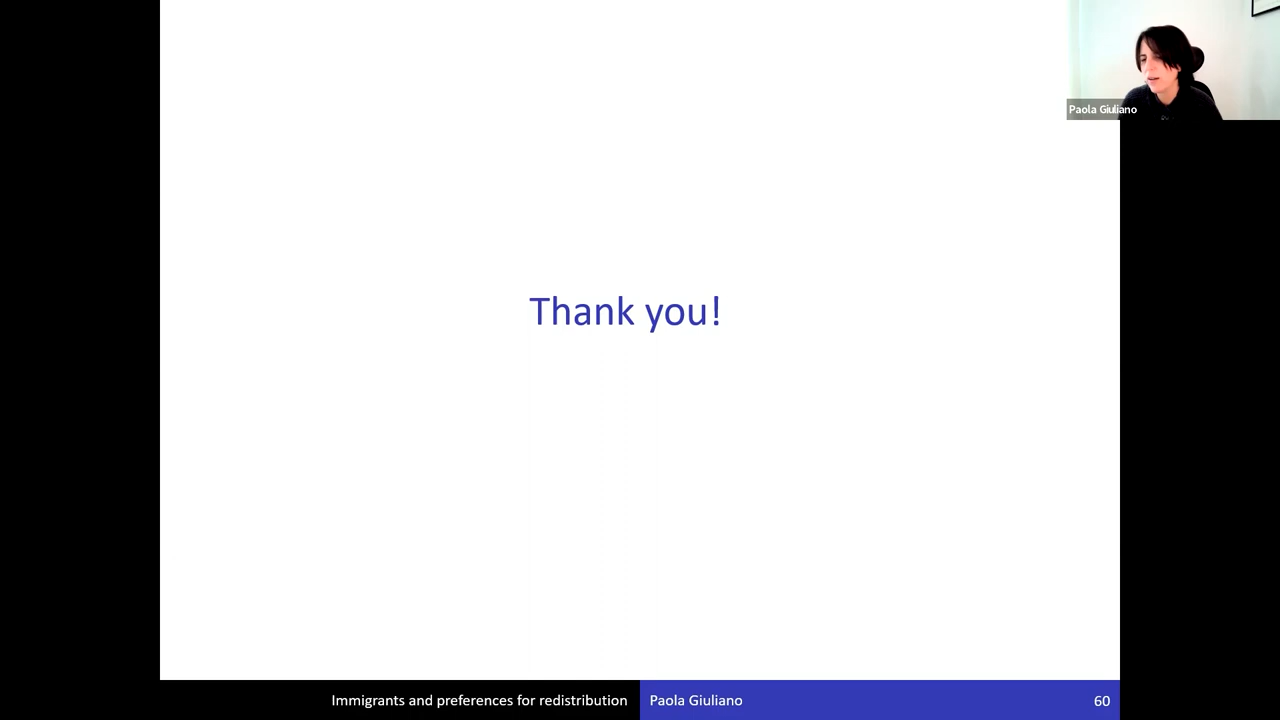 Paola Giuliano
Thank you!
Immigrants and preferences for redistribution
Paola Giuliano
60